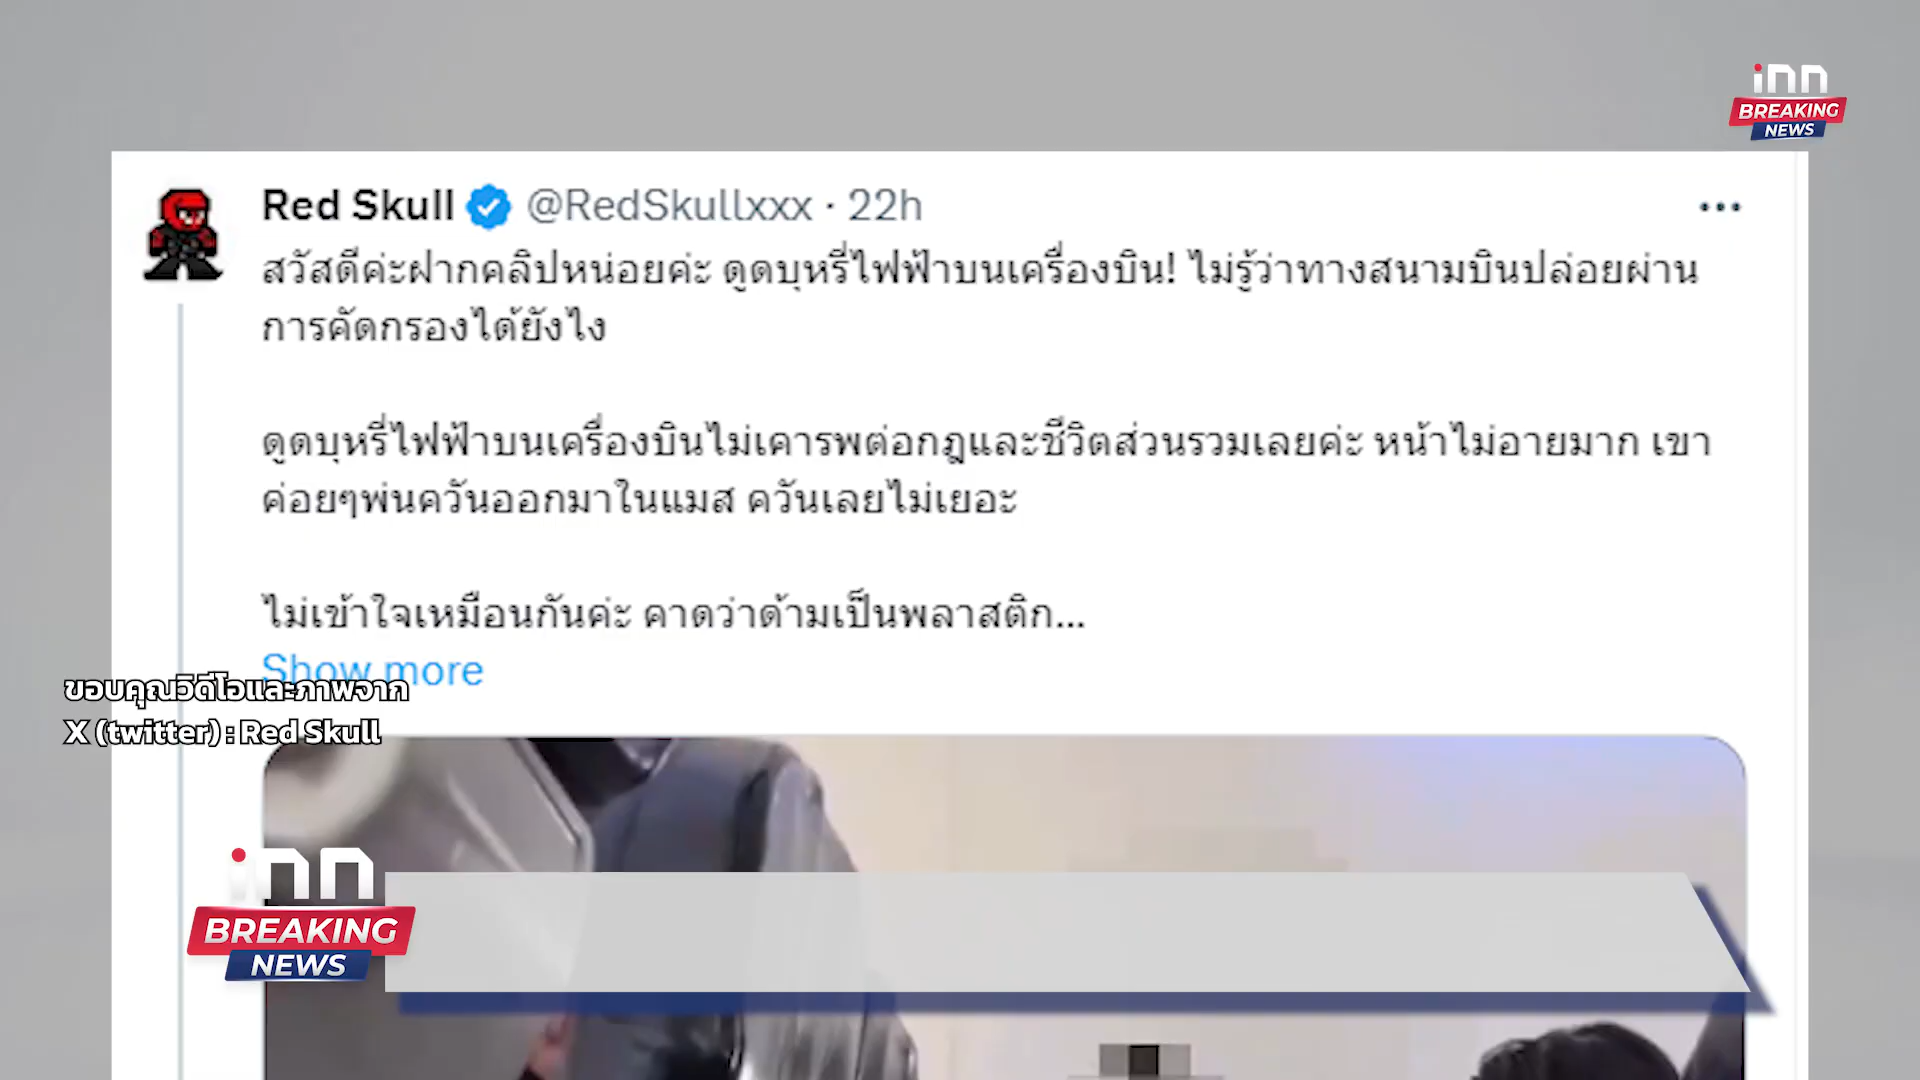 inn
BREAKING
NEWS
Red Skull @RedSkullxxx · 22h
สวัสดีค่ะฝากคลิปหน่อยค่ะ ดูดบุหรี่ไฟฟ้าบนเครื่องบิน! ไม่รู้ว่าทางสนามบินปล่อยผ่าน
การคัดกรองได้ยังไง
ดูดบุหรี่ไฟฟ้าบนเครื่องบินไม่เคารพต่อกฎและชีวิตส่วนรวมเลยค่ะ หน้าไม่อายมาก เขา
ค่อยๆพ่นควันออกมาในแมส ควันเลยไม่เยอะ
ไม่เข้าใจเหมือนกันค่ะ คาดว่าด้ามเป็นพลาสติก...
Show more
ขอบคุณวิดีโอและภาพจาก
X (twitter) : Red Skull
inn
BREAKING
NEWS